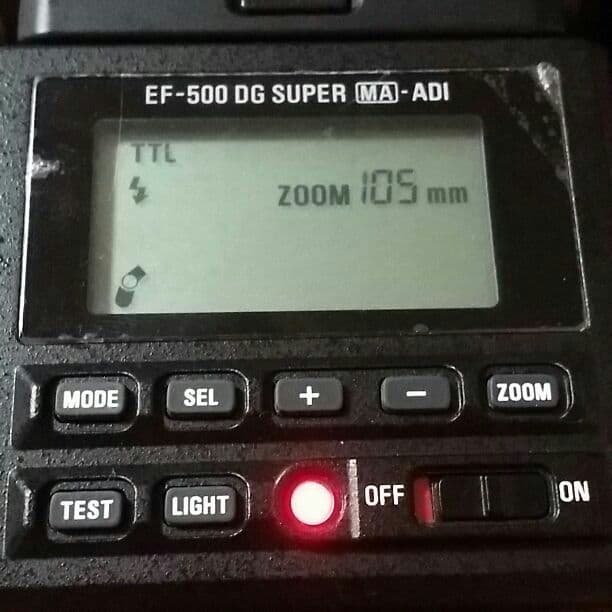 EF-500 DG SUPER MA-ADI
TTL
ZOOM 105 mm
MODE SEL + - ZOOM
TEST LIGHT OFF ON